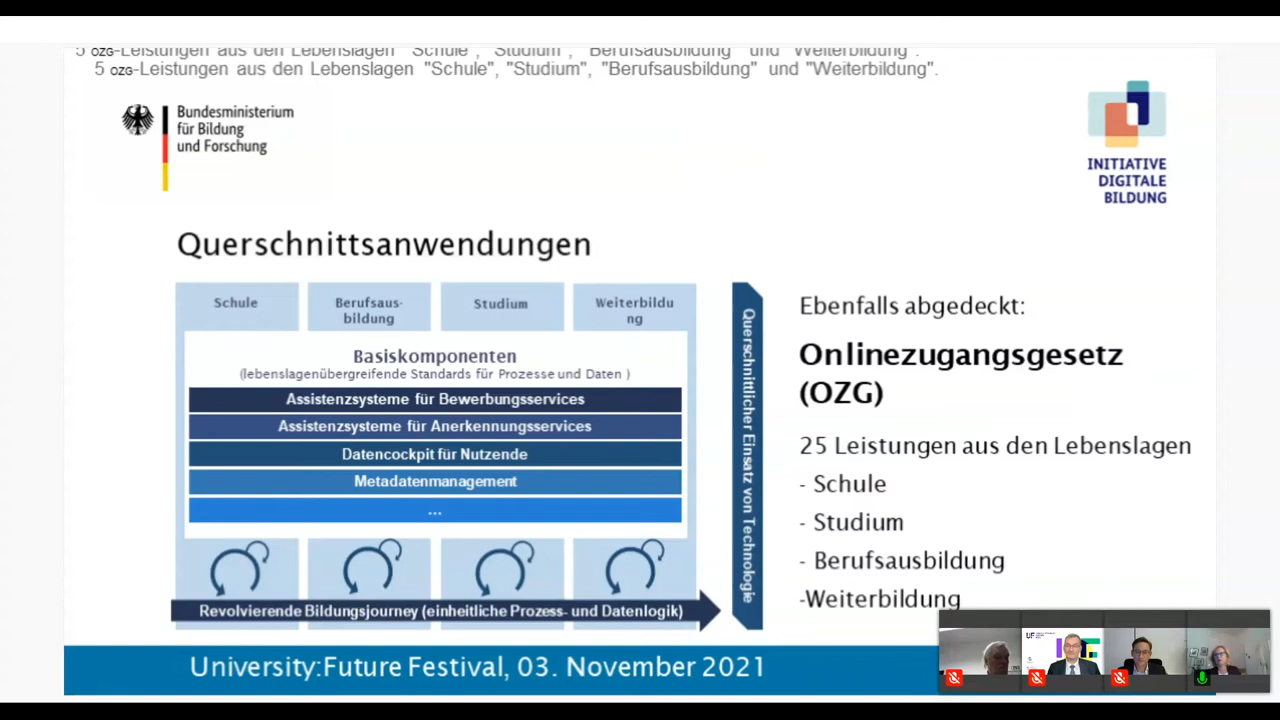 5 OZG-Leistungen aus den Lebenslagen "Schule", "Studium", "Berufsausbildung" und "Weiterbildung".
5 OZG-Leistungen aus den Lebenslagen "Schule", "Studium", "Berufsausbildung" und "Weiterbildung".
Bundesministerium
für Bildung
und Forschung
INITIATIVE
DIGITALE
BILDUNG
Querschnittsanwendungen
Schule
Berufsaus-
bildung
Studium
Weiterbildu
ng
Basiskomponenten
(lebenslagenübergreifende Standards für Prozesse und Daten )
Assistenzsysteme für Bewerbungsservices
Assistenzsysteme für Anerkennungsservices
Datencockpit für Nutzende
Metadatenmanagement
...
Revolvierende Bildungsjourney (einheitliche Prozess- und Datenlogik)
Querschnittlicher Einsatz von Technologie
Ebenfalls abgedeckt:
Onlinezugangsgesetz
(OZG)
25 Leistungen aus den Lebenslagen
- Schule
- Studium
- Berufsausbildung
-Weiterbildung
University:Future Festival, 03. November 2021